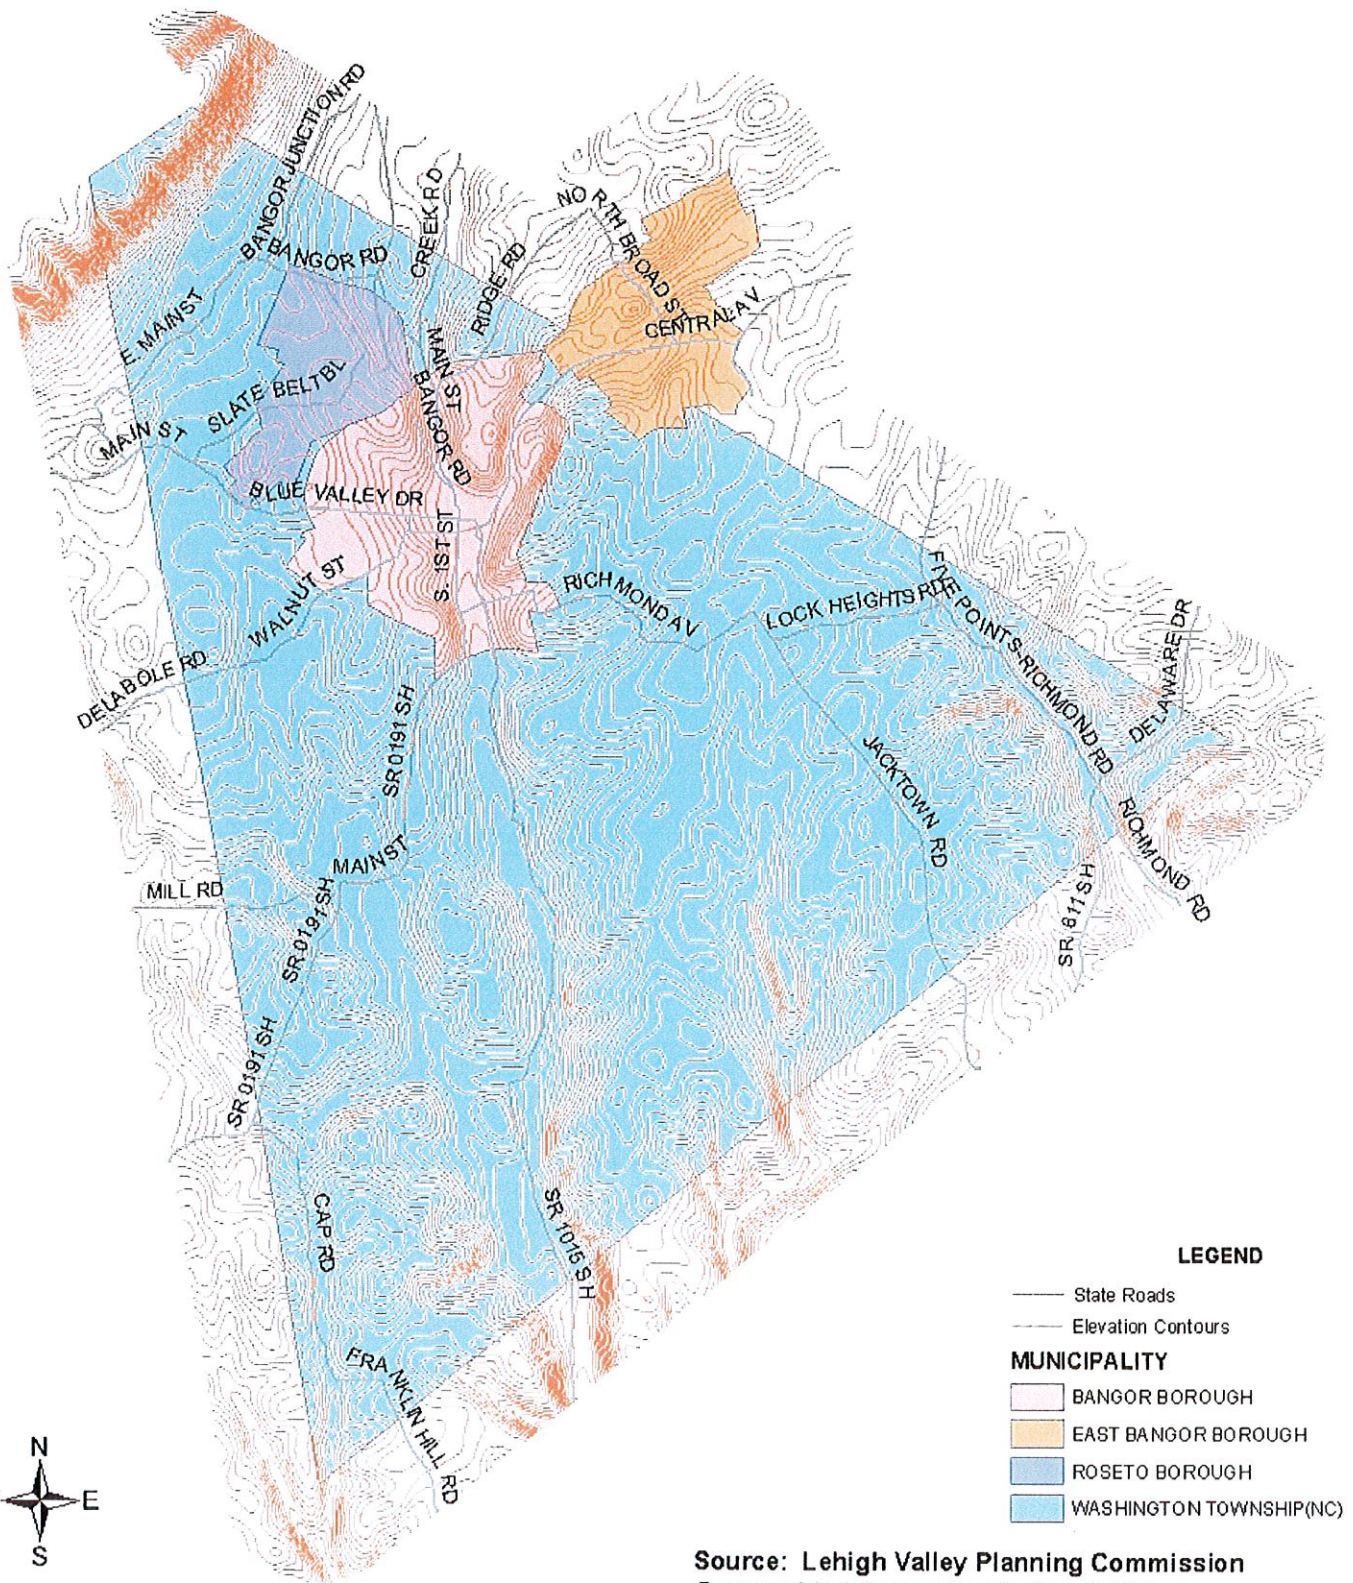 BANGOR JUNCTION RD
BANGOR RD
CREEK RD
NORTH BROAD ST
RIDGE RD
CENTRAL AV
E MAIN ST
MAIN ST
SLATE BELT BL
BANGOR RD
MAIN ST
BLUE VALLEY DR
S. 1ST ST
WALNUT ST
RICHMOND AV
LOCK HEIGHTS RD
FIVE POINTS-RICHMOND RD
DELAWARE DR
DELABOLE RD
SR 0191 SH
JACKTOWN RD
RICHMOND RD
MAIN ST
MILL RD
SR 0191 SH
SR 611 SH
SR 0191 SH
CAP RD
SR 1015 SH
FRANKLIN HILL RD
LEGEND
State Roads
Elevation Contours
MUNICIPALITY
BANGOR BOROUGH
EAST BANGOR BOROUGH
ROSETO BOROUGH
WASHINGTON TOWNSHIP(NC)
N
E
S
Source: Lehigh Valley Planning Commission